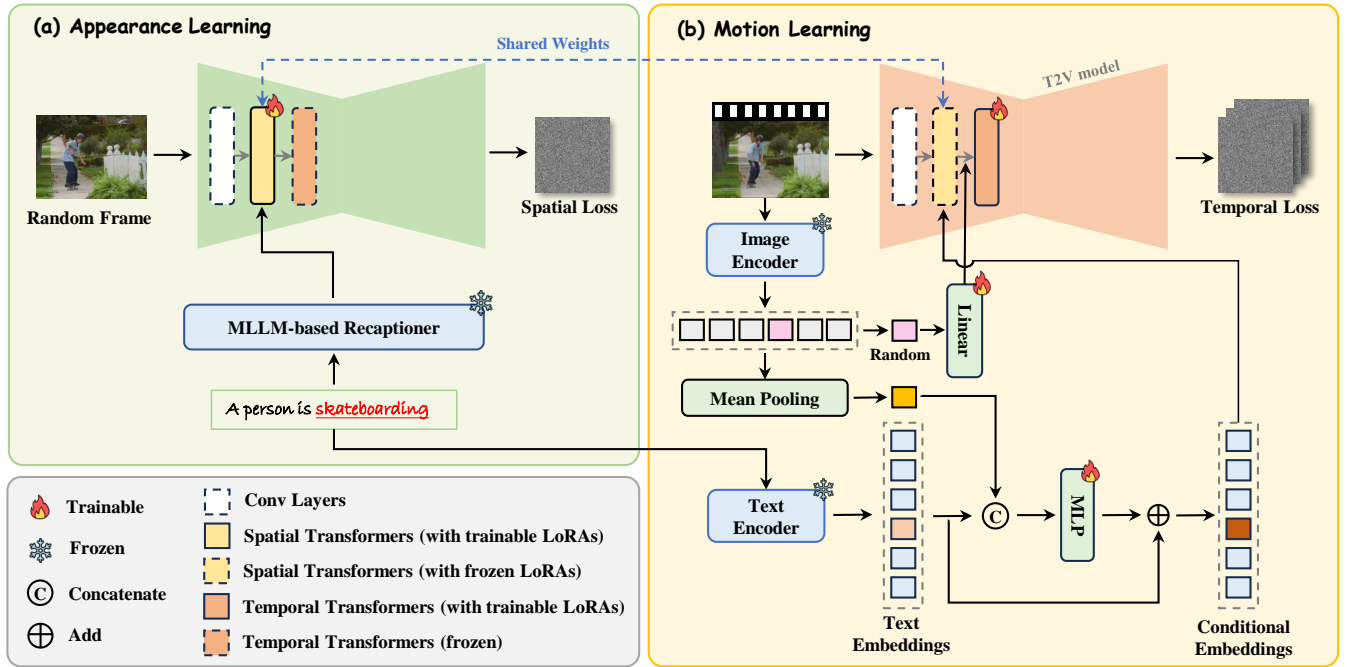 (a) Appearance Learning
Shared Weights
Random Frame
Spatial Loss
MLLM-based Recaptioner
A person is skateboarding
(b) Motion Learning
T2V model
Temporal Loss
Image
Encoder
Random
Linear
Mean Pooling
Text
Encoder
C
MLP
Text
Embeddings
Conditional
Embeddings
Trainable
Frozen
C Concatenate
Add
Conv Layers
Spatial Transformers (with trainable LoRAs)
Spatial Transformers (with frozen LoRAs)
Temporal Transformers (with trainable LoRAs)
Temporal Transformers (frozen)